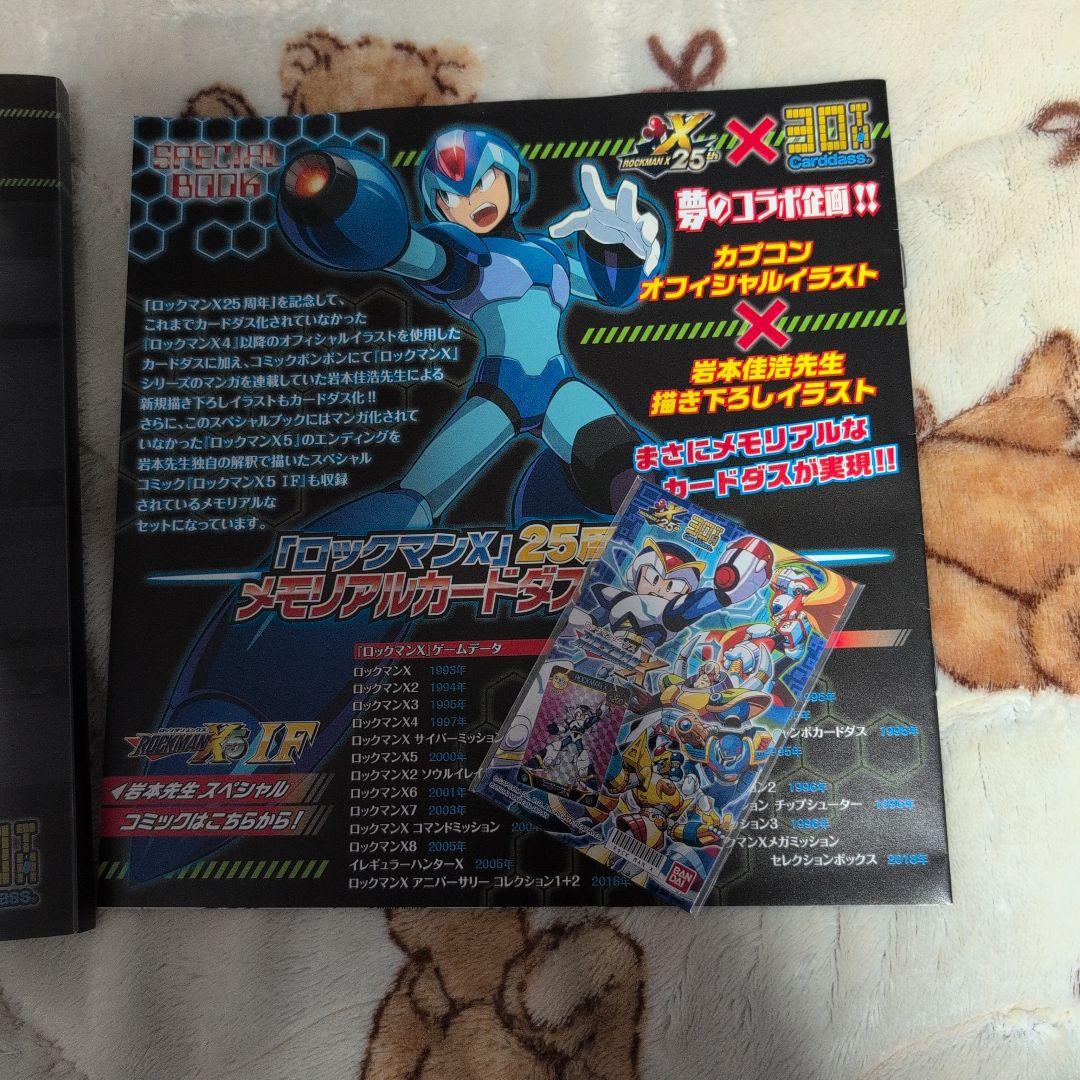 SPECIAL
BOOK
X
ROCKMAN X 25th
30th
Carddass.
夢のコラボ企画!!
カプコン
オフィシャルイラスト
×
岩本佳浩先生
描き下ろしイラスト
まさにメモリアルな
カードダスが実現!!
「ロックマンX25周年」を記念して、
これまでカードダス化されていなかった
『ロックマンX4』以降のオフィシャルイラストを使用した
カードダスに加え、コミックボンボンにて『ロックマンX』
シリーズのマンガを連載していた岩本佳浩先生による
新規描き下ろしイラストもカードダス化!!
さらに、このスペシャルブックにはマンガ化されて
いなかった『ロックマンX5』のエンディングを
岩本先生独自の解釈で描いたスペシャル
コミック『ロックマンX5 IF』も収録
されているメモリアルな
セットになっています。
「ロックマンX」25周
メモリアルカードダス
『ロックマンX』ゲームデータ
ロックマンX 1993年
ロックマンX2 1994年
ロックマンX3 1995年
ロックマンX4 1997年
ロックマンX サイバーミッション
ロックマンX5 2000年
ロックマンX2 ソウルイレイ
ロックマンX6 2001年
ロックマンX7 2003年
ロックマンX コマンドミッション
ロックマンX8 2005年
イレギュラーハンターX 2005年
ロックマンX アニバーサリー コレクション1+2 2018年
カードダス 1995年
1996年
チップシューター 1996年
1996年
ックマンXメガミッション
セレクションボックス 2018年
ロックマンエックス
ROCKMAN X5 IF
◀岩本先生 スペシャル
コミックはこちらから!
X
25th
30th
Carddass.
BAN
DAI